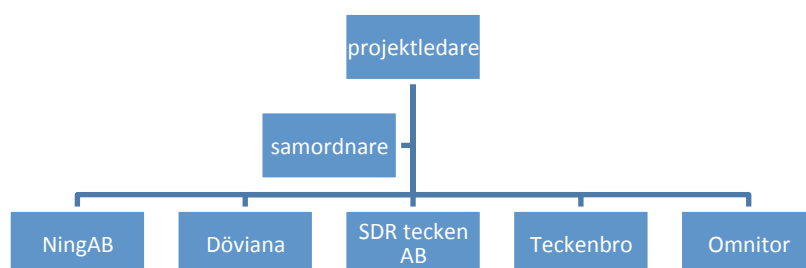 projektledare
samordnare
NingAB
Döviana
SDR tecken
AB
Teckenbro
Omnitor